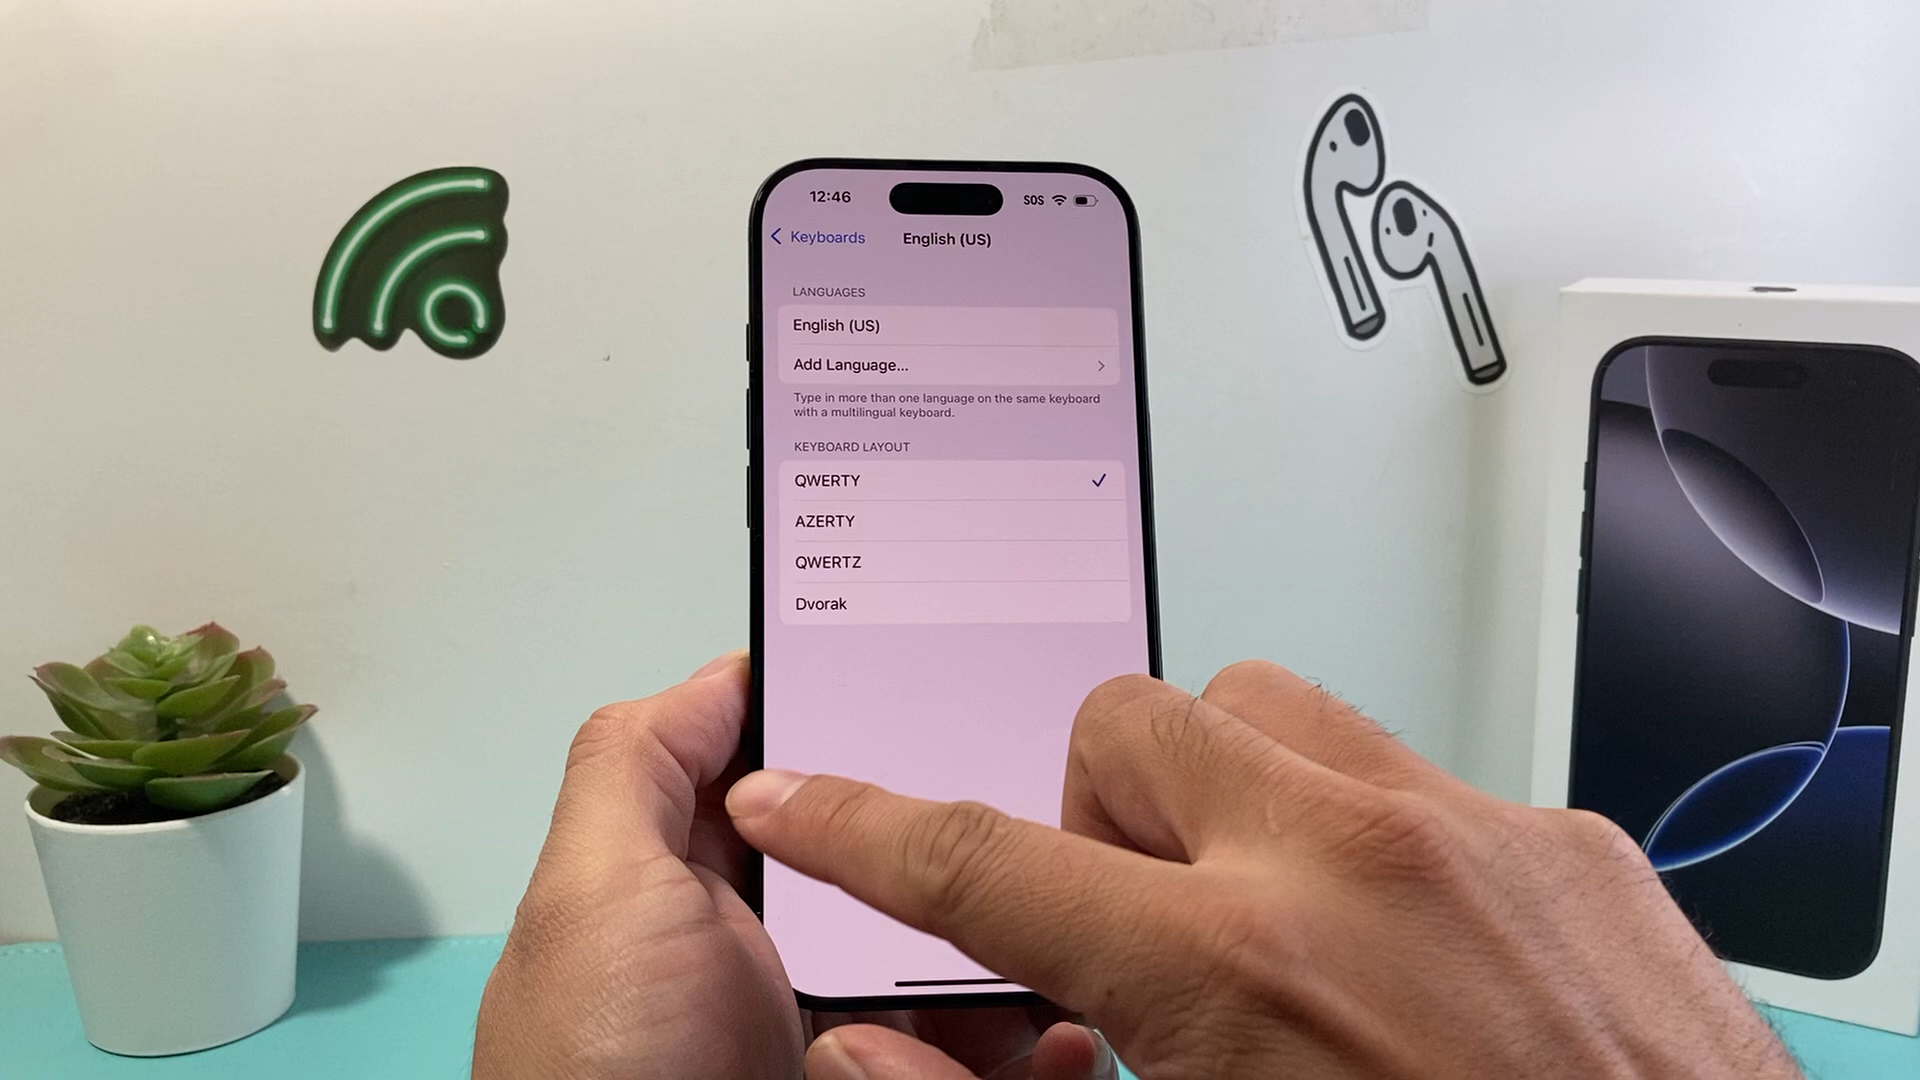 12:46 SOS
Keyboards English (US)
LANGUAGES
English (US)
Add Language...
Type in more than one language on the same keyboard
with a multilingual keyboard.
KEYBOARD LAYOUT
QWERTY
AZERTY
QWERTZ
Dvorak